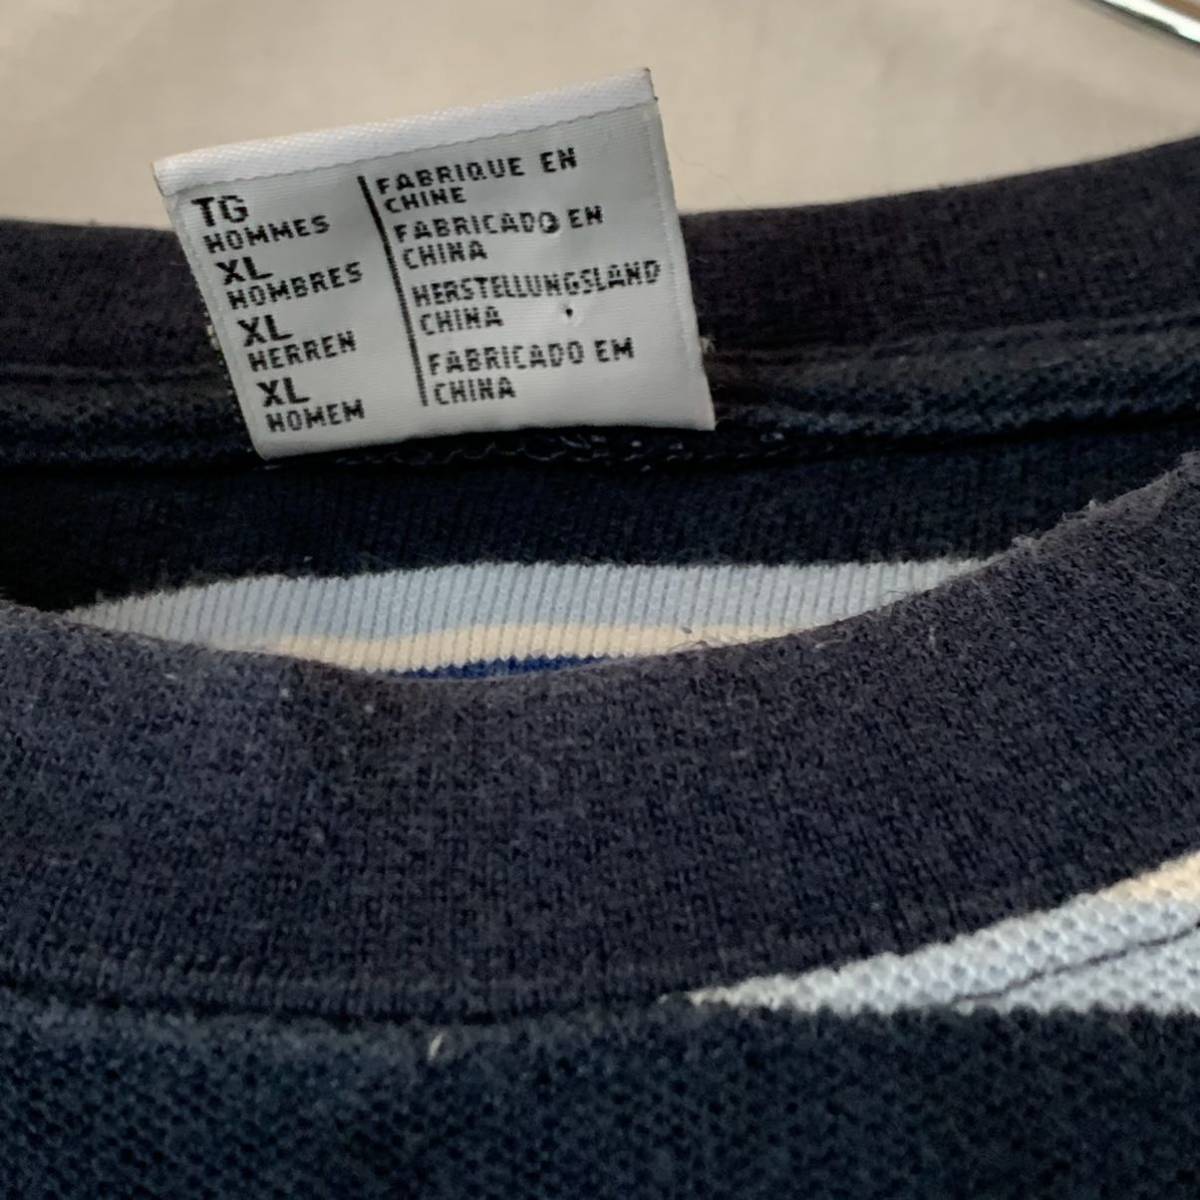 TG
HOMMES
XL
HOMBRES
XL
HERREN
XL
HOMEM
FABRIQUE EN
CHINE
FABRICADO EN
CHINA
HERSTELLUNGSLAND
CHINA
FABRICADO EM
CHINA